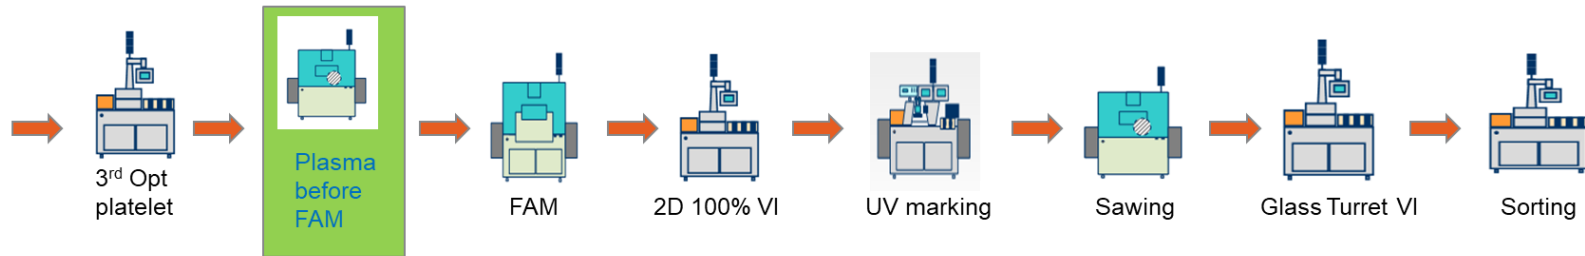 3rd Opt
platelet
Plasma
before
FAM
FAM
2D 100% VI
UV marking
Sawing
Glass Turret VI
Sorting